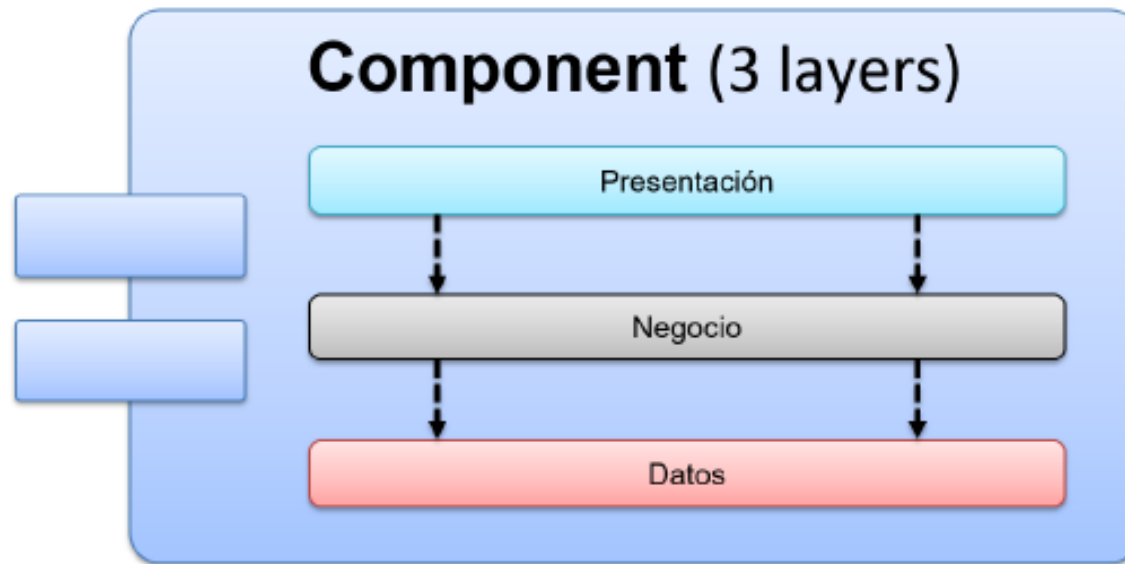 Component (3 layers)
Presentación
Negocio
Datos